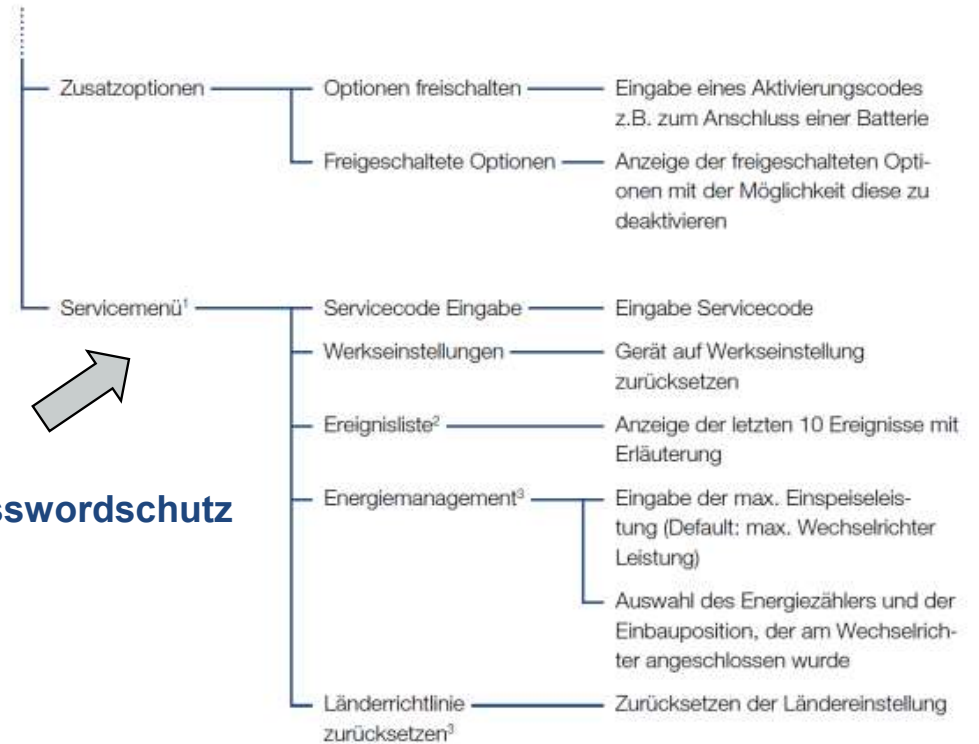 Zusatzoptionen
Optionen freischalten
Eingabe eines Aktivierungscodes
z.B. zum Anschluss einer Batterie
Freigeschaltete Optionen
Anzeige der freigeschalteten Opti-
onen mit der Möglichkeit diese zu
deaktivieren
Servicemenü¹
Servicecode Eingabe
Eingabe Servicecode
Werkseinstellungen
Gerät auf Werkseinstellung
zurücksetzen
Ereignisliste²
Anzeige der letzten 10 Ereignisse mit
Erläuterung
sswordschutz
Energiemanagement³
Eingabe der max. Einspeiseleis-
tung (Default: max. Wechselrichter
Leistung)
Auswahl des Energiezählers und der
Einbauposition, der am Wechselrich-
ter angeschlossen wurde
Länderrichtlinie
zurücksetzen³
Zurücksetzen der Ländereinstellung